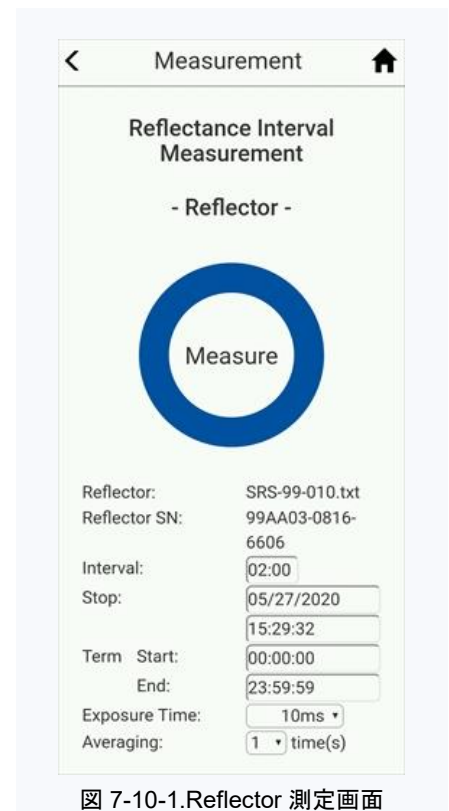 Measurement
Reflectance Interval
Measurement
- Reflector -
Measure
Reflector: SRS-99-010.txt
Reflector SN: 99AA03-0816-
6606
Interval: 02:00
Stop: 05/27/2020
15:29:32
Term Start: 00:00:00
End: 23:59:59
Exposure Time: 10ms
Averaging: 1 time(s)
図 7-10-1.Reflector 測定画面